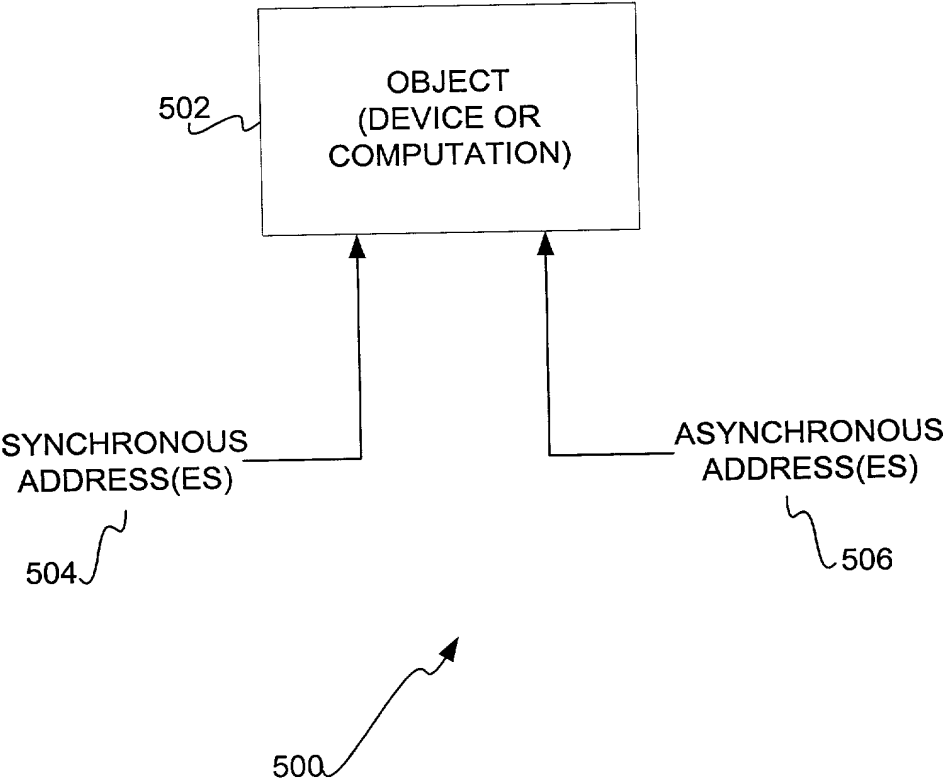 OBJECT
(DEVICE OR
COMPUTATION)
502
SYNCHRONOUS
ADDRESS(ES)
504
ASYNCHRONOUS
ADDRESS(ES)
506
500